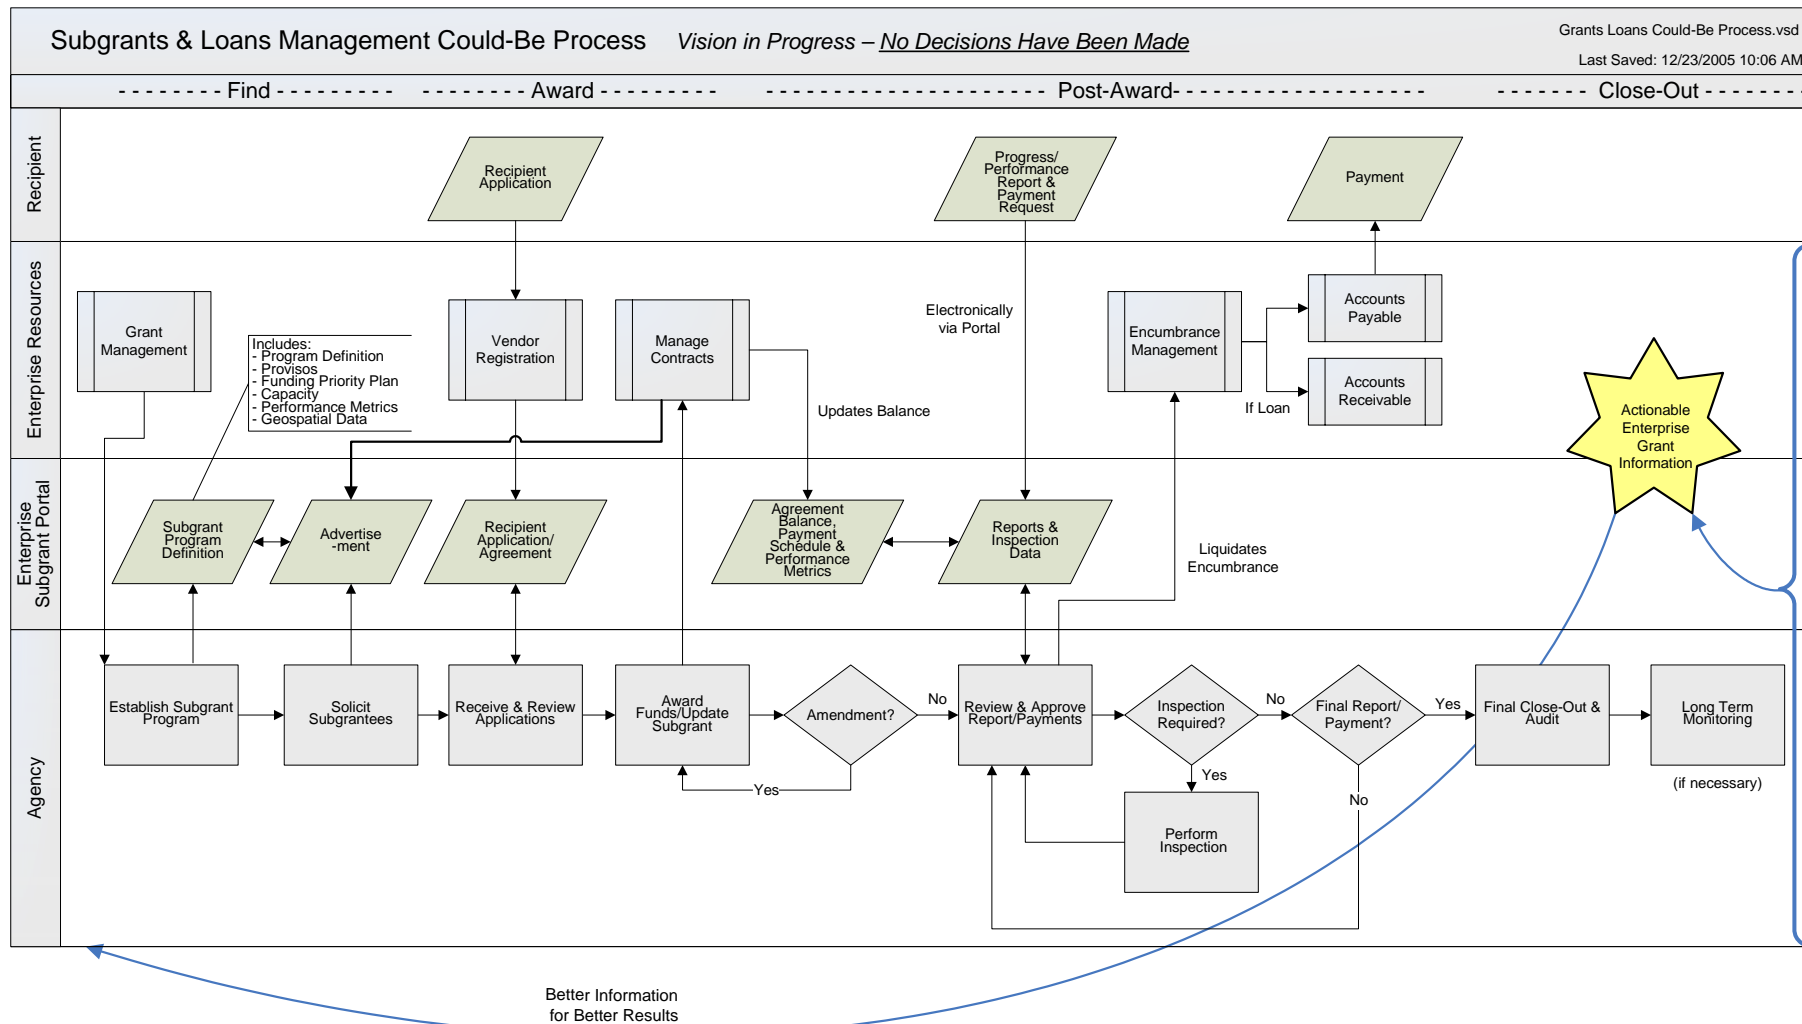 Subgrants & Loans Management Could-Be Process Vision in Progress – No Decisions Have Been Made
Grants Loans Could-Be Process.vsd
Last Saved: 12/23/2005 10:06 AM
- - - - - - - - Find - - - - - - - - - - - - - - - - - Award - - - - - - - - - - - - - - - - - - - - - - - - - - - - Post-Award- - - - - - - - - - - - - - - - - - - - - - - - - - Close-Out - - - - - - - -
Recipient
Recipient
Application
Progress/
Performance
Report &
Payment
Request
Payment
Enterprise Resources
Grant
Management
Includes:
- Program Definition
- Provisos
- Funding Priority Plan
- Capacity
- Performance Metrics
- Geospatial Data
Vendor
Registration
Manage
Contracts
Updates Balance
Electronically
via Portal
Encumbrance
Management
If Loan
Accounts
Payable
Accounts
Receivable
Actionable
Enterprise
Grant
Information
Enterprise
Subgrant Portal
Subgrant
Program
Definition
Advertise
-ment
Recipient
Application/
Agreement
Agreement
Balance,
Payment
Schedule &
Performance
Metrics
Reports &
Inspection
Data
Liquidates
Encumbrance
Agency
Establish Subgrant
Program
Solicit
Subgrantees
Receive & Review
Applications
Award
Funds/Update
Subgrant
Amendment?
Yes
No
Review & Approve
Report/Payments
Inspection
Required?
Yes
No
Perform
Inspection
Final Report/
Payment?
No
Yes
Final Close-Out &
Audit
Long Term
Monitoring
(if necessary)
Better Information
for Better Results